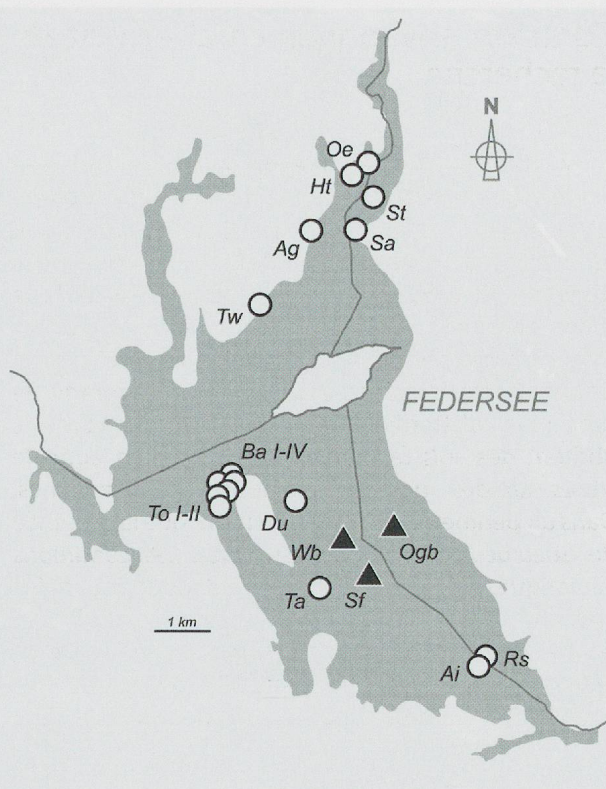 N
Oe
Ht
St
Ag
Sa
Tw
FEDERSEE
Ba I-IV
To I-II
Du
Wb
Ogb
Ta
Sf
1 km
Rs
Ai